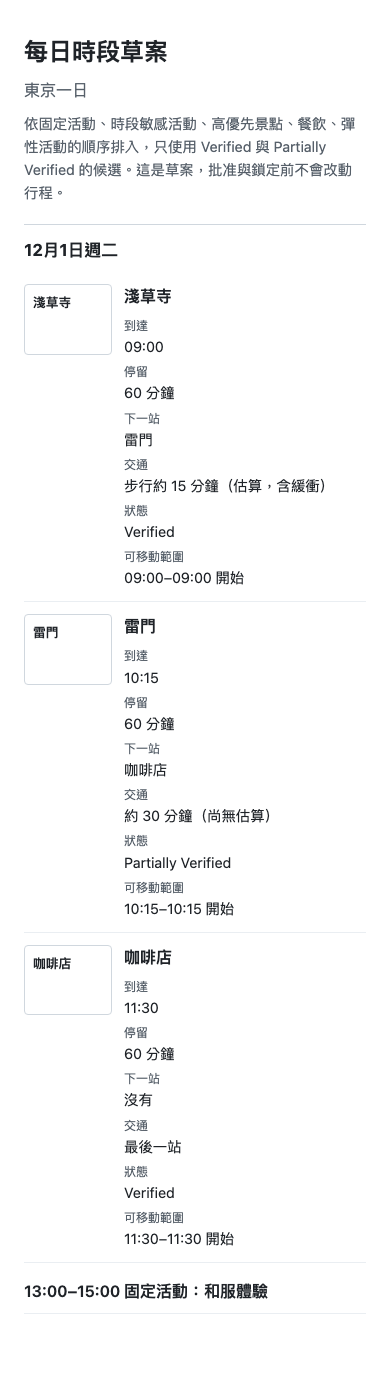 每日時段草案
東京一日
依固定活動、時段敏感活動、高優先景點、餐飲、彈
性活動的順序排入，只使用 Verified 與 Partially
Verified 的候選。這是草案，批准與鎖定前不會改動
行程。
12月1日週二
淺草寺
淺草寺
到達
09:00
停留
60 分鐘
下一站
雷門
交通
步行約 15 分鐘（估算，含緩衝）
狀態
Verified
可移動範圍
09:00–09:00 開始
雷門
雷門
到達
10:15
停留
60 分鐘
下一站
咖啡店
交通
約 30 分鐘（尚無估算）
狀態
Partially Verified
可移動範圍
10:15–10:15 開始
咖啡店
咖啡店
到達
11:30
停留
60 分鐘
下一站
沒有
交通
最後一站
狀態
Verified
可移動範圍
11:30–11:30 開始
13:00–15:00 固定活動：和服體驗